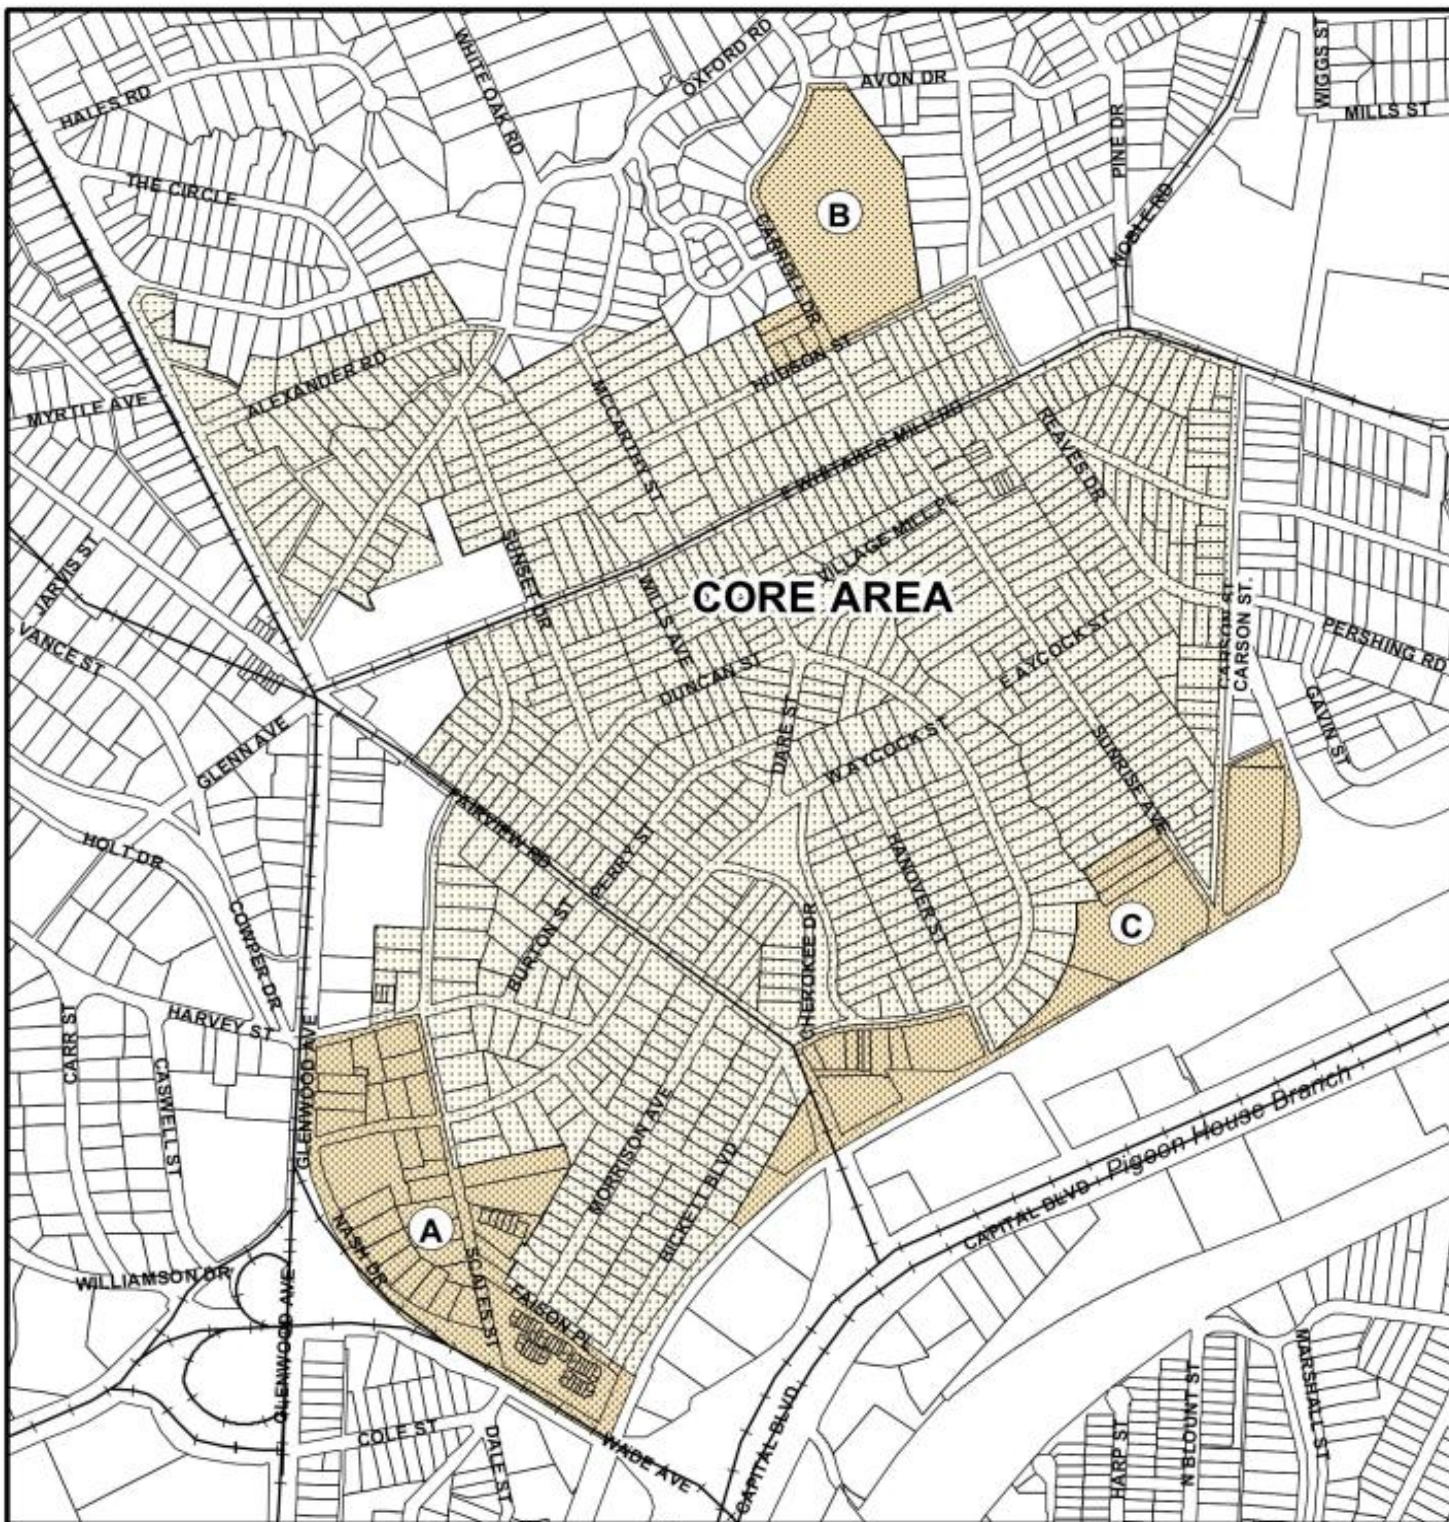 WIGGS ST
WHITE OAK RD
OXFORD RD
AVON DR
MILLS ST
HALES RD
PINE DR
THE CIRCLE
B
NOBLE RD
CARROLL DR
HUDSON ST
ALEXANDER RD
MYRTLE AVE
MCCARTHY ST
E WHITAKER MILL RD
REAVES DR
VILLAGE MILL PL
SUNSET DR
JARVIS ST
WILLS AVE
CORE AREA
CARSON ST
CARSON ST.
VANCE ST
E AYCOCK ST
PERSHING RD
DUNCAN ST
GAVIN ST
DARE ST
W AYCOCK ST
GLENN AVE
SUNRISE AVE
FAIRVIEW RD
HOLT DR
PERRY ST
HANOVER ST
C
BURTON ST
COWPER DR
CHEROKEE DR
HARVEY ST
CARR ST
CASWELL ST
GLENWOOD AVE
MORRISON AVE
Pigeon House Branch
BICKETT BLVD
CAPITAL BLVD
A
NASH DR
SCALES ST
WILLIAMSON DR
FAISON PL
GLENWOOD AVE
MARSHALL ST
COLE ST
DALE ST
WADE AVE
CAPITAL BLVD
HARP ST
N BLOUNT ST